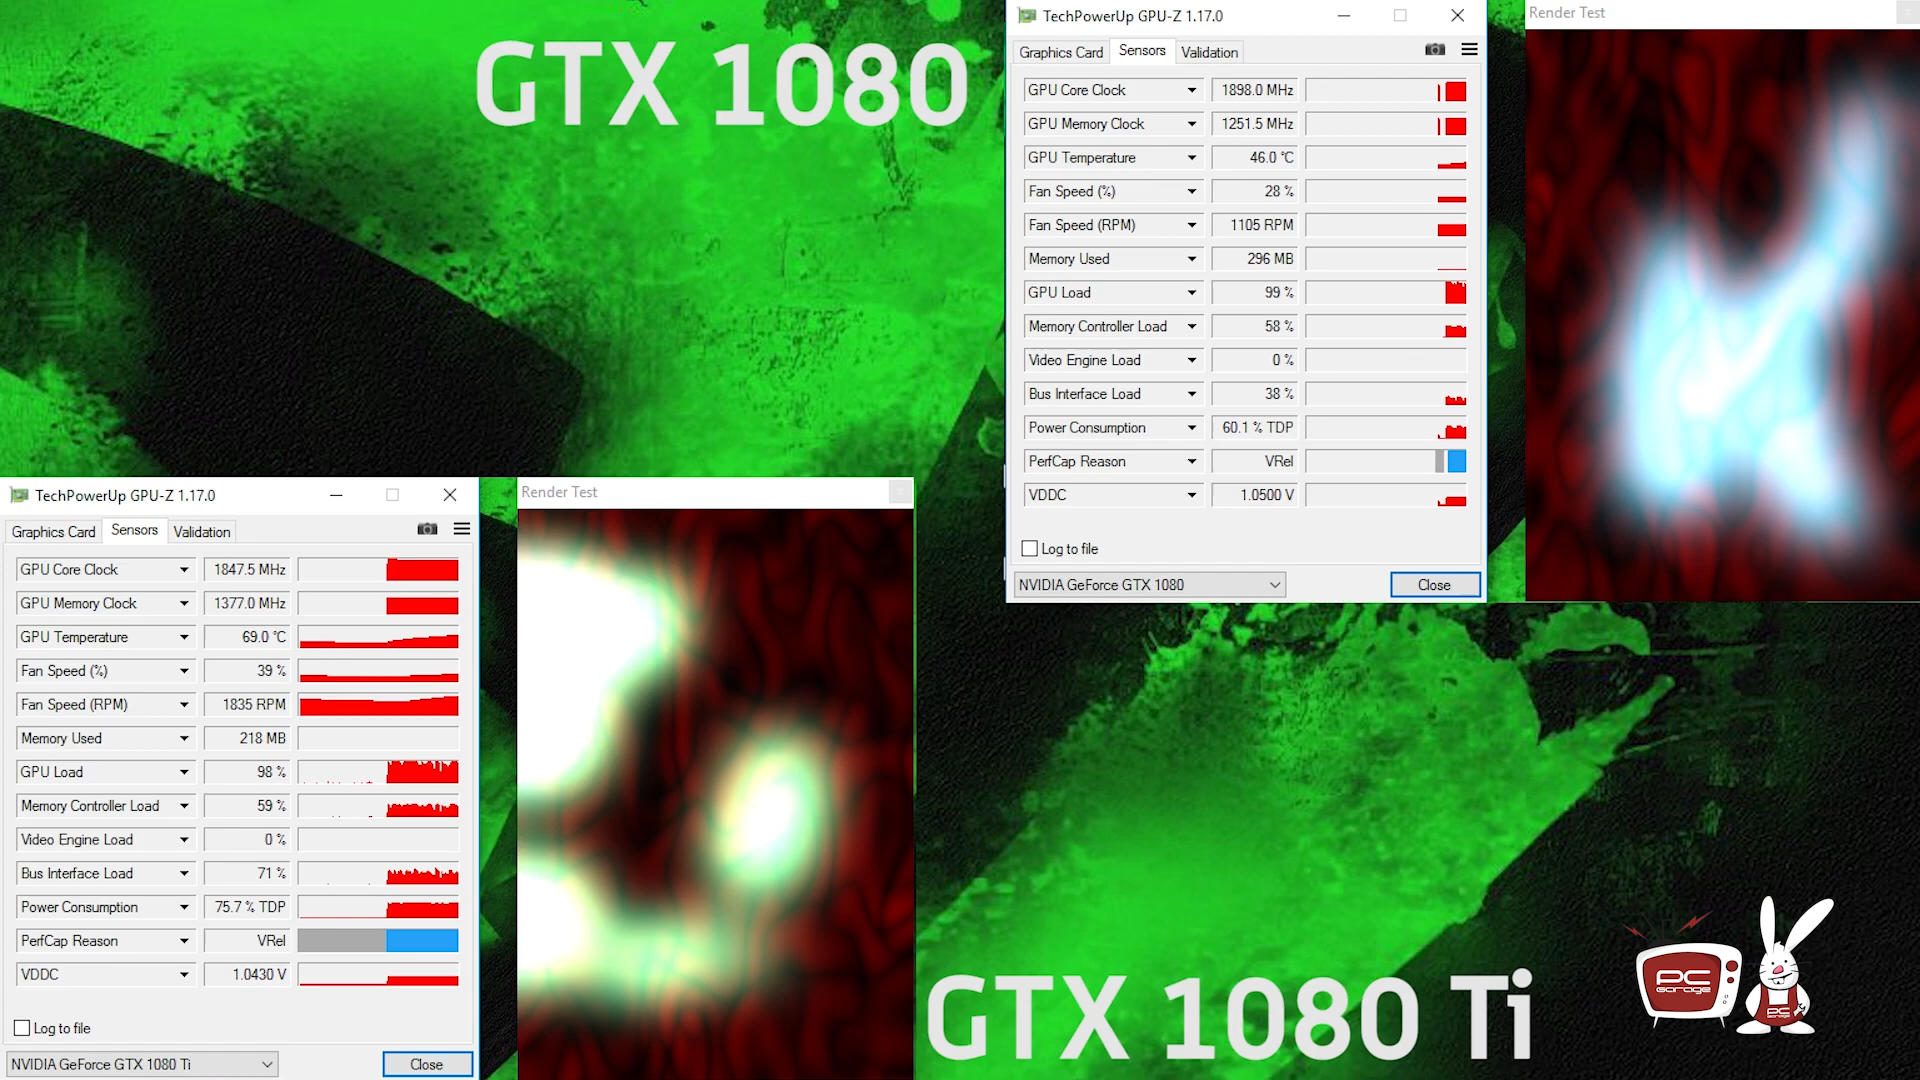 GTX 1080
TechPowerUp GPU-Z 1.17.0
Graphics Card Sensors Validation
GPU Core Clock 1898.0 MHz
GPU Memory Clock 1251.5 MHz
GPU Temperature 46.0 °C
Fan Speed (%) 28 %
Fan Speed (RPM) 1105 RPM
Memory Used 296 MB
GPU Load 99 %
Memory Controller Load 58 %
Video Engine Load 0 %
Bus Interface Load 38 %
Power Consumption 60.1 % TDP
PerfCap Reason VRel
VDDC 1.0500 V
Log to file
NVIDIA GeForce GTX 1080 Close
Render Test
TechPowerUp GPU-Z 1.17.0
Graphics Card Sensors Validation
GPU Core Clock 1847.5 MHz
GPU Memory Clock 1377.0 MHz
GPU Temperature 69.0 °C
Fan Speed (%) 39 %
Fan Speed (RPM) 1835 RPM
Memory Used 218 MB
GPU Load 98 %
Memory Controller Load 59 %
Video Engine Load 0 %
Bus Interface Load 71 %
Power Consumption 75.7 % TDP
PerfCap Reason VRel
VDDC 1.0430 V
Log to file
NVIDIA GeForce GTX 1080 Ti Close
Render Test
GTX 1080 Ti
PC
Garage
PC
Garage